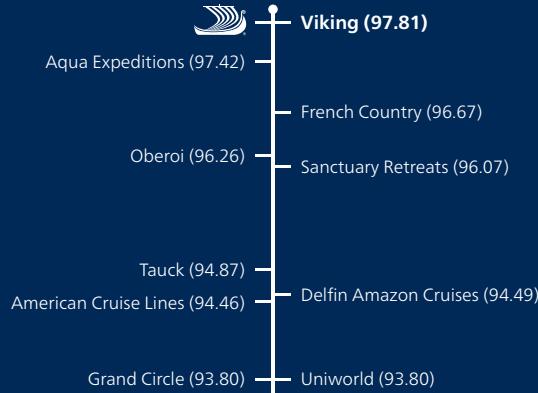 Viking (97.81)
Aqua Expeditions (97.42)
French Country (96.67)
Oberoi (96.26)
Sanctuary Retreats (96.07)
Tauck (94.87)
Delfin Amazon Cruises (94.49)
American Cruise Lines (94.46)
Grand Circle (93.80)
Uniworld (93.80)